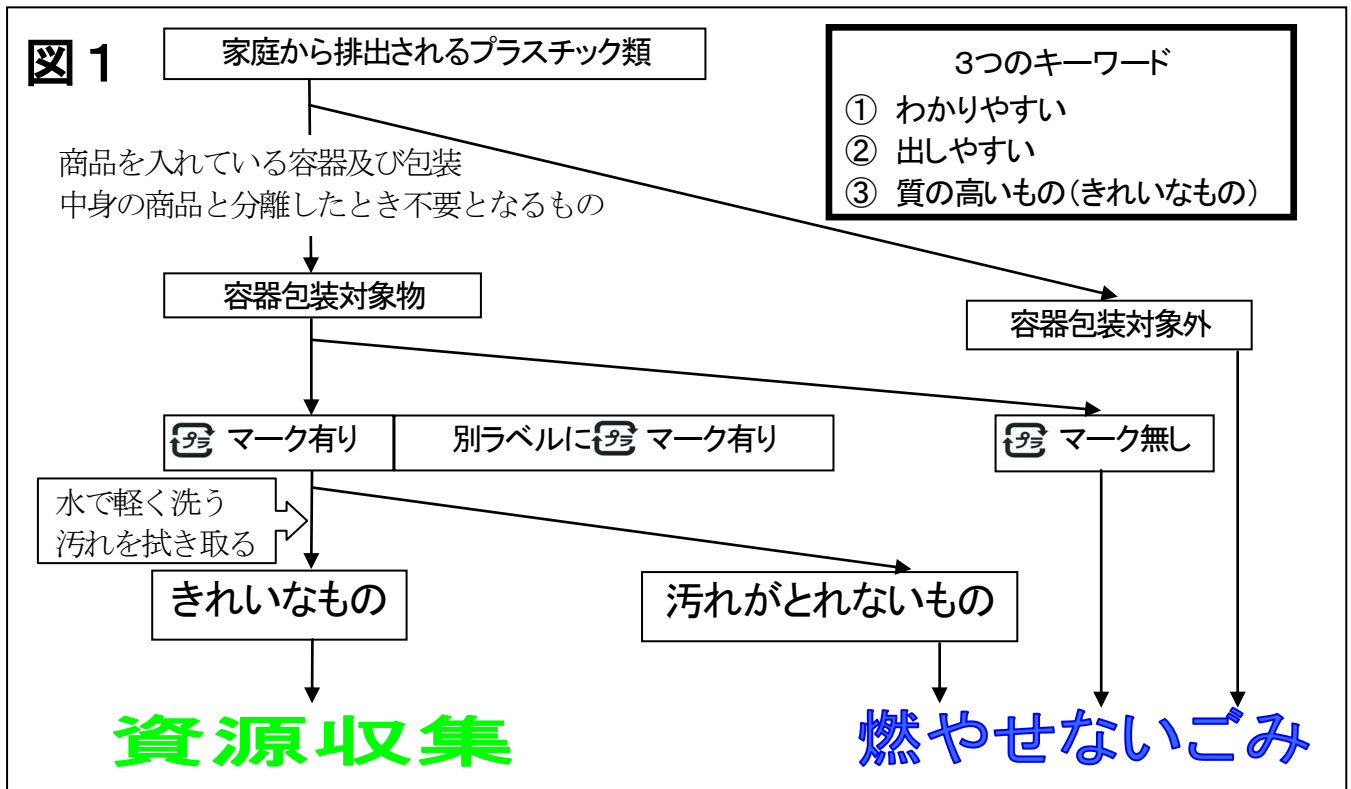 図1
家庭から排出されるプラスチック類
3つのキーワード
① わかりやすい
② 出しやすい
③ 質の高いもの(きれいなもの)
商品を入れている容器及び包装
中身の商品と分離したとき不要となるもの
容器包装対象物
容器包装対象外
プラ マーク有り
別ラベルにプラ マーク有り
プラ マーク無し
水で軽く洗う
汚れを拭き取る
きれいなもの
汚れがとれないもの
資源収集
燃やせないごみ